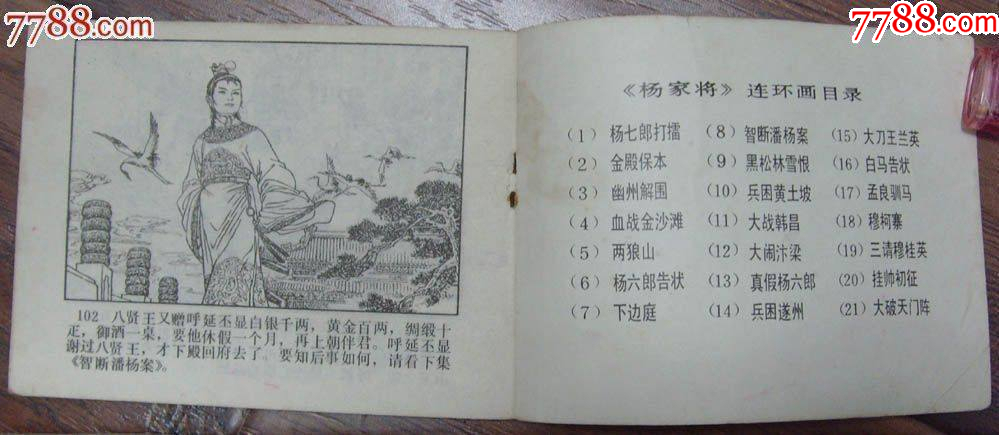 7788.com
7788.com
102 八贤王又赠呼延丕显白银千两，黄金百两，绸缎十
疋，御酒一桌，要他休假一个月，再上朝伴君。呼延丕显
谢过八贤王，才下殿回府去了。要知后事如何，请看下集
《智断潘杨案》。
《杨家将》连环画目录
（1）杨七郎打擂
（2）金殿保本
（3）幽州解围
（4）血战金沙滩
（5）两狼山
（6）杨六郎告状
（7）下边庭
（8）智断潘杨案
（9）黑松林雪恨
（10）兵困黄土坡
（11）大战韩昌
（12）大闹汴梁
（13）真假杨六郎
（14）兵困遂州
（15）大刀王兰英
（16）白马告状
（17）孟良驯马
（18）穆柯寨
（19）三请穆桂英
（20）挂帅初征
（21）大破天门阵
7788.com
7788.com